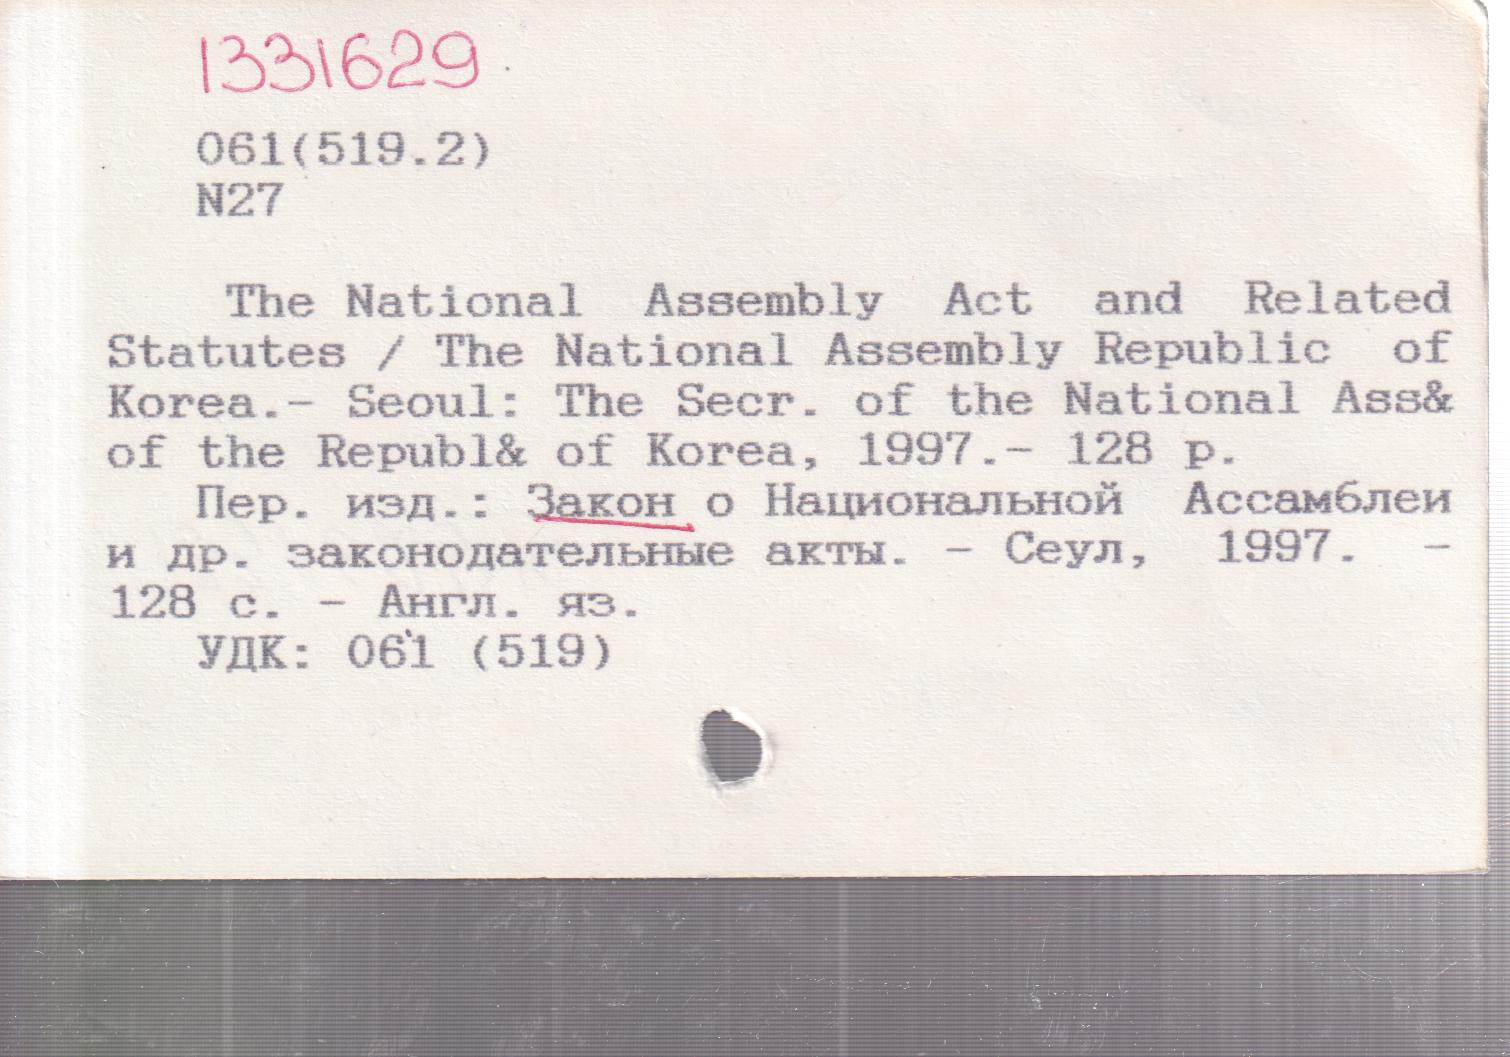 1331629
061(519.2)
N27
The National Assembly Act and Related
Statutes / The National Assembly Republic of
Korea.- Seoul: The Secr. of the National Ass&
of the Republ& of Korea, 1997.- 128 p.
Пер. изд.: Закон о Национальной Ассамблеи
и др. законодательные акты. - Сеул, 1997. -
128 с. - Англ. яз.
УДК: 061 (519)